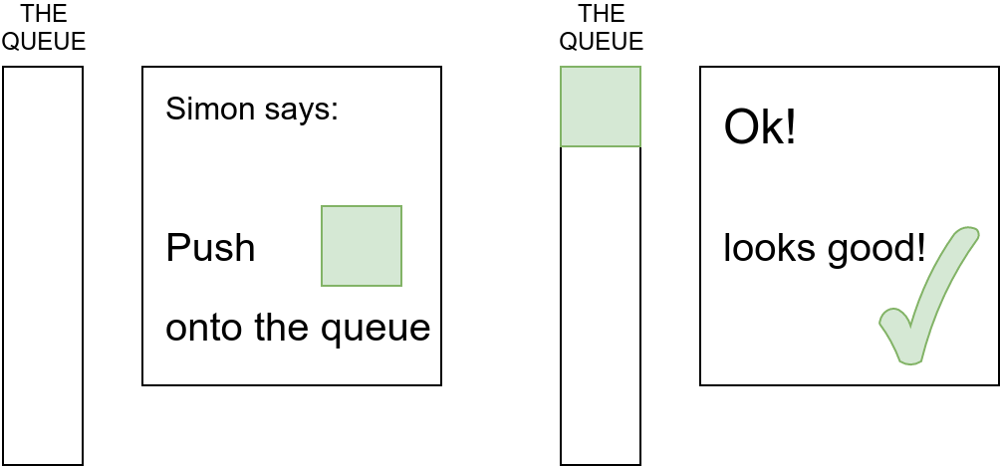 THE
QUEUE
Simon says:
Push
onto the queue
THE
QUEUE
Ok!
looks good!